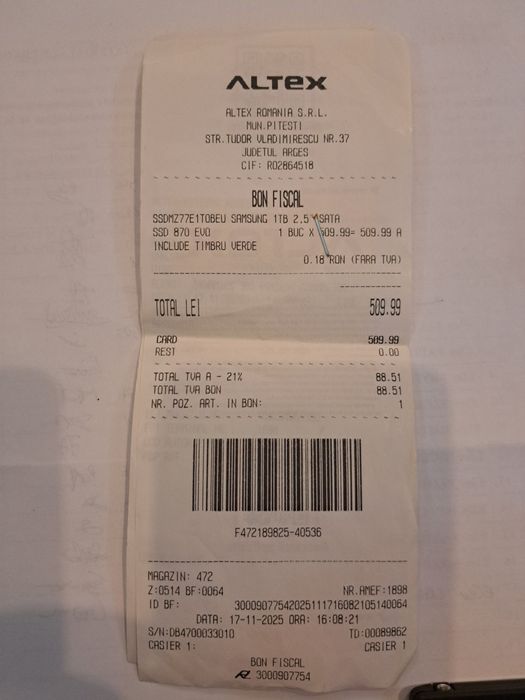 ALTEX
ALTEX ROMANIA S.R.L.
MUN.PITESTI
STR.TUDOR VLADIMIRESCU NR.37
JUDETUL ARGES
CIF: RO2864518
BON FISCAL
SSDMZ77E1T0BEU SAMSUNG 1TB 2.5 SATA
SSD 870 EVO 1 BUC X 509.99= 509.99 A
INCLUDE TIMBRU VERDE
0.18 RON (FARA TVA)
TOTAL LEI 509.99
CARD 509.99
REST 0.00
TOTAL TVA A - 21% 88.51
TOTAL TVA BON 88.51
NR. POZ. ART. IN BON: 1
F472189825-40536
MAGAZIN: 472
Z:0514 BF:0064 NR.AMEF:1898
ID BF: 30009077542025111716082105140064
DATA: 17-11-2025 ORA: 16:08:21
S/N:DB4700033010 TD:00089862
CASIER 1: CASIER 1
BON FISCAL
3000907754